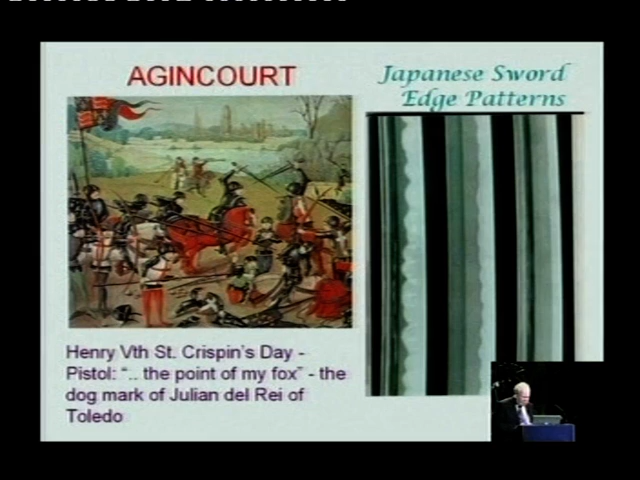 AGINCOURT
Japanese Sword
Edge Patterns
Henry Vth St. Crispin's Day -
Pistol: ".. the point of my fox" - the
dog mark of Julian del Rei of
Toledo